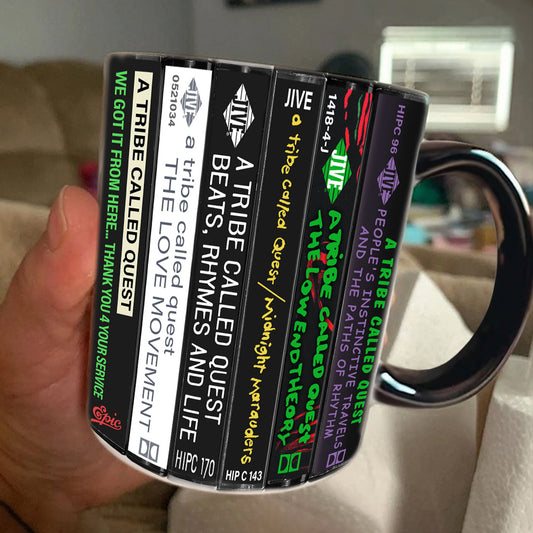 WE GOT IT FROM HERE... THANK YOU 4 YOUR SERVICE
A TRIBE CALLED QUEST
Epic
0521034
JIVE
a tribe called quest
THE LOVE MOVEMENT
JIVE
A TRIBE CALLED QUEST
BEATS, RHYMES AND LIFE
HIPC 170
JIVE
a tribe called Quest/midnight marauders
HIP C 143
1418-4-J
JIVE
A TRIBE CALLED QUEST
THE LOW END THEORY
HIPC 96
JIVE
A TRIBE CALLED QUEST
PEOPLE'S INSTINCTIVE TRAVELS
AND THE PATHS OF RHYTHM